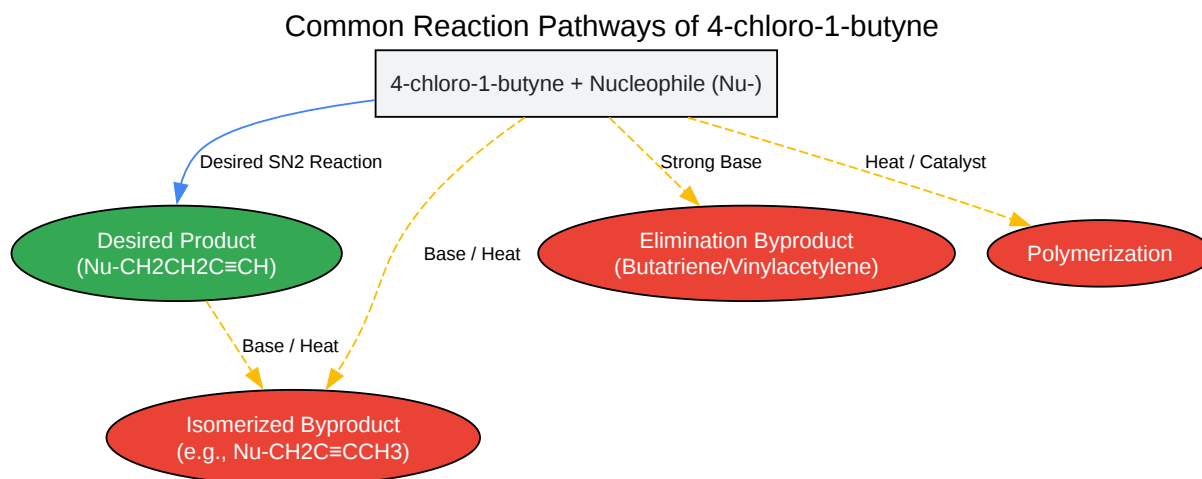 Common Reaction Pathways of 4-chloro-1-butyne
4-chloro-1-butyne + Nucleophile (Nu-)
Desired SN2 Reaction
Strong Base
Heat / Catalyst
Desired Product
(Nu-CH2CH2C≡CH)
Base / Heat
Elimination Byproduct
(Butatriene/Vinylacetylene)
Polymerization
Base / Heat
Isomerized Byproduct
(e.g., Nu-CH2C≡CCH3)